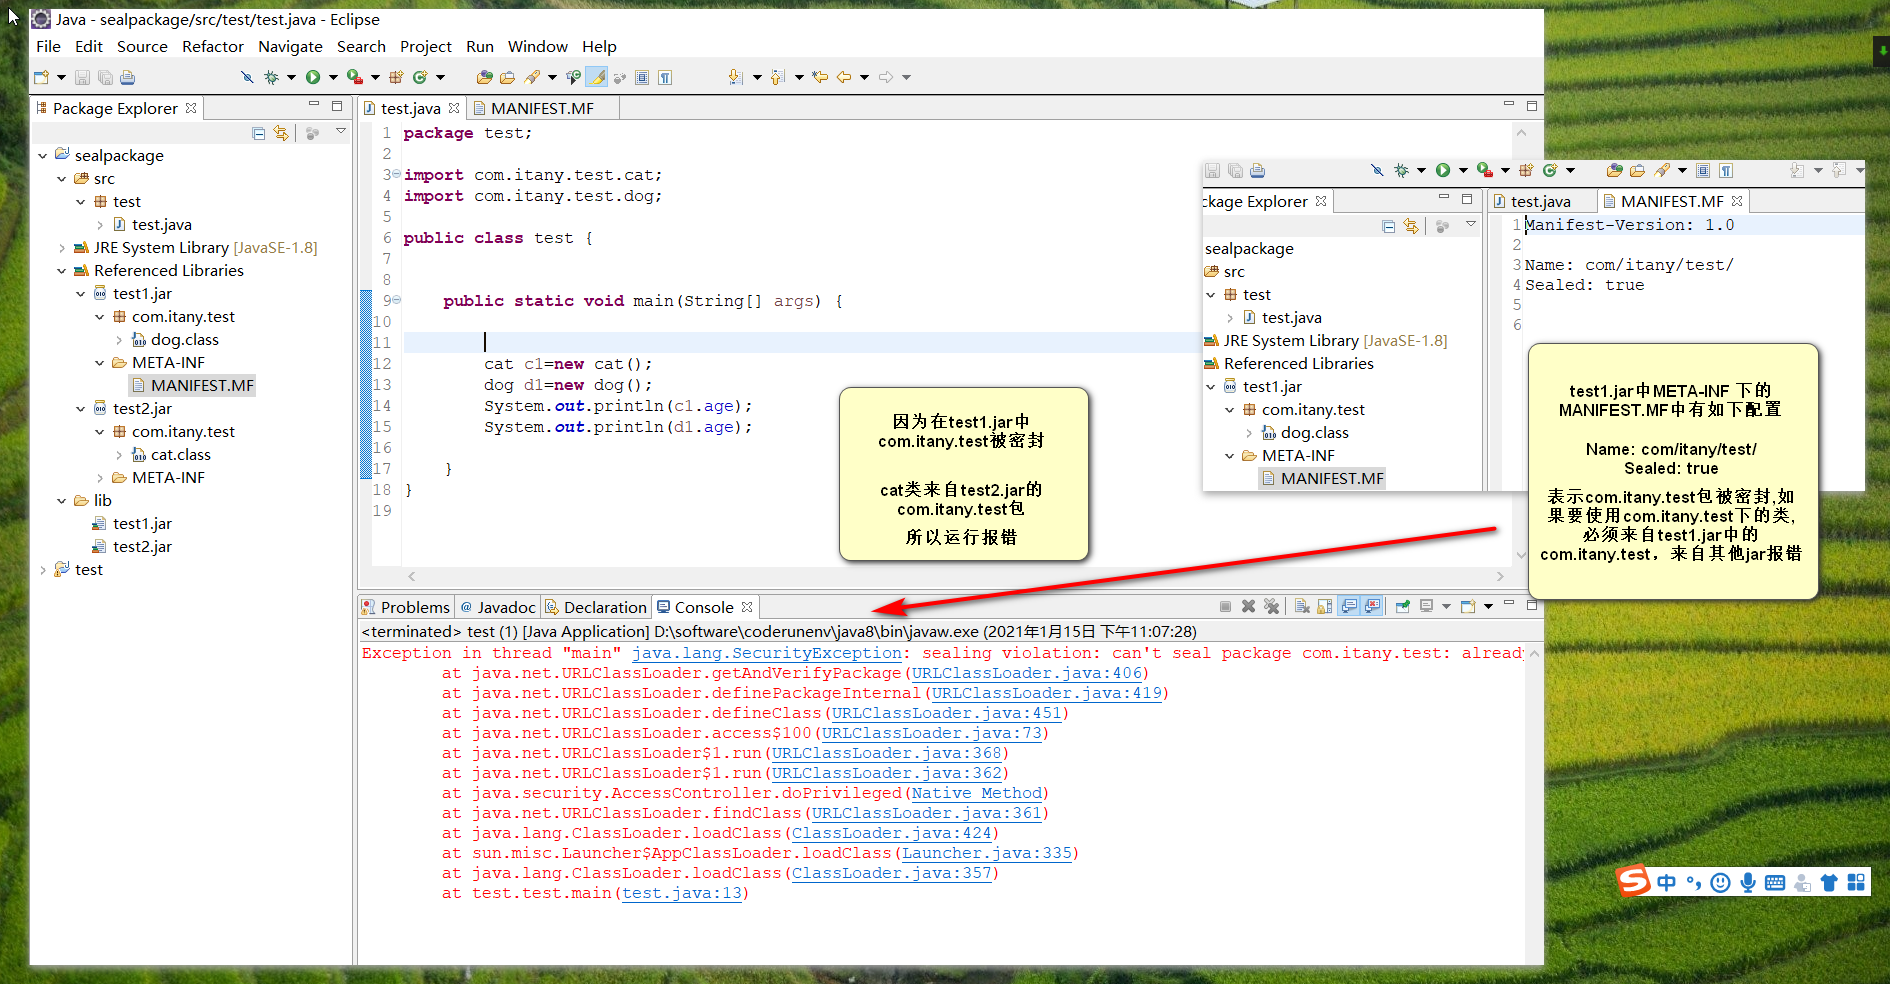 Java - sealpackage/src/test/test.java - Eclipse
File Edit Source Refactor Navigate Search Project Run Window Help
Package Explorer
sealpackage
src
test
test.java
JRE System Library [JavaSE-1.8]
Referenced Libraries
test1.jar
com.itany.test
dog.class
META-INF
MANIFEST.MF
test2.jar
com.itany.test
cat.class
META-INF
lib
test1.jar
test2.jar
test
test.java MANIFEST.MF
1 package test;
2
3 import com.itany.test.cat;
4 import com.itany.test.dog;
5
6 public class test {
7
8
9 public static void main(String[] args) {
10
11
12 cat c1=new cat();
13 dog d1=new dog();
14 System.out.println(c1.age);
15 System.out.println(d1.age);
16
17 }
18 }
19
因为在test1.jar中
com.itany.test被密封
cat类来自test2.jar的
com.itany.test包
所以运行报错
ckage Explorer
sealpackage
src
test
test.java
JRE System Library [JavaSE-1.8]
Referenced Libraries
test1.jar
com.itany.test
dog.class
META-INF
MANIFEST.MF
test.java MANIFEST.MF
1 Manifest-Version: 1.0
2
3 Name: com/itany/test/
4 Sealed: true
5
6
test1.jar中META-INF 下的
MANIFEST.MF中有如下配置
Name: com/itany/test/
Sealed: true
表示com.itany.test包被密封,如
果要使用com.itany.test下的类,
必须来自test1.jar中的
com.itany.test，来自其他jar报错
Problems @ Javadoc Declaration Console
<terminated> test (1) [Java Application] D:\software\coderunenv\java8\bin\javaw.exe (2021年1月15日 下午11:07:28)
Exception in thread "main" java.lang.SecurityException: sealing violation: can't seal package com.itany.test: already
at java.net.URLClassLoader.getAndVerifyPackage(URLClassLoader.java:406)
at java.net.URLClassLoader.definePackageInternal(URLClassLoader.java:419)
at java.net.URLClassLoader.defineClass(URLClassLoader.java:451)
at java.net.URLClassLoader.access$100(URLClassLoader.java:73)
at java.net.URLClassLoader$1.run(URLClassLoader.java:368)
at java.net.URLClassLoader$1.run(URLClassLoader.java:362)
at java.security.AccessController.doPrivileged(Native Method)
at java.net.URLClassLoader.findClass(URLClassLoader.java:361)
at java.lang.ClassLoader.loadClass(ClassLoader.java:424)
at sun.misc.Launcher$AppClassLoader.loadClass(Launcher.java:335)
at java.lang.ClassLoader.loadClass(ClassLoader.java:357)
at test.test.main(test.java:13)
S 中